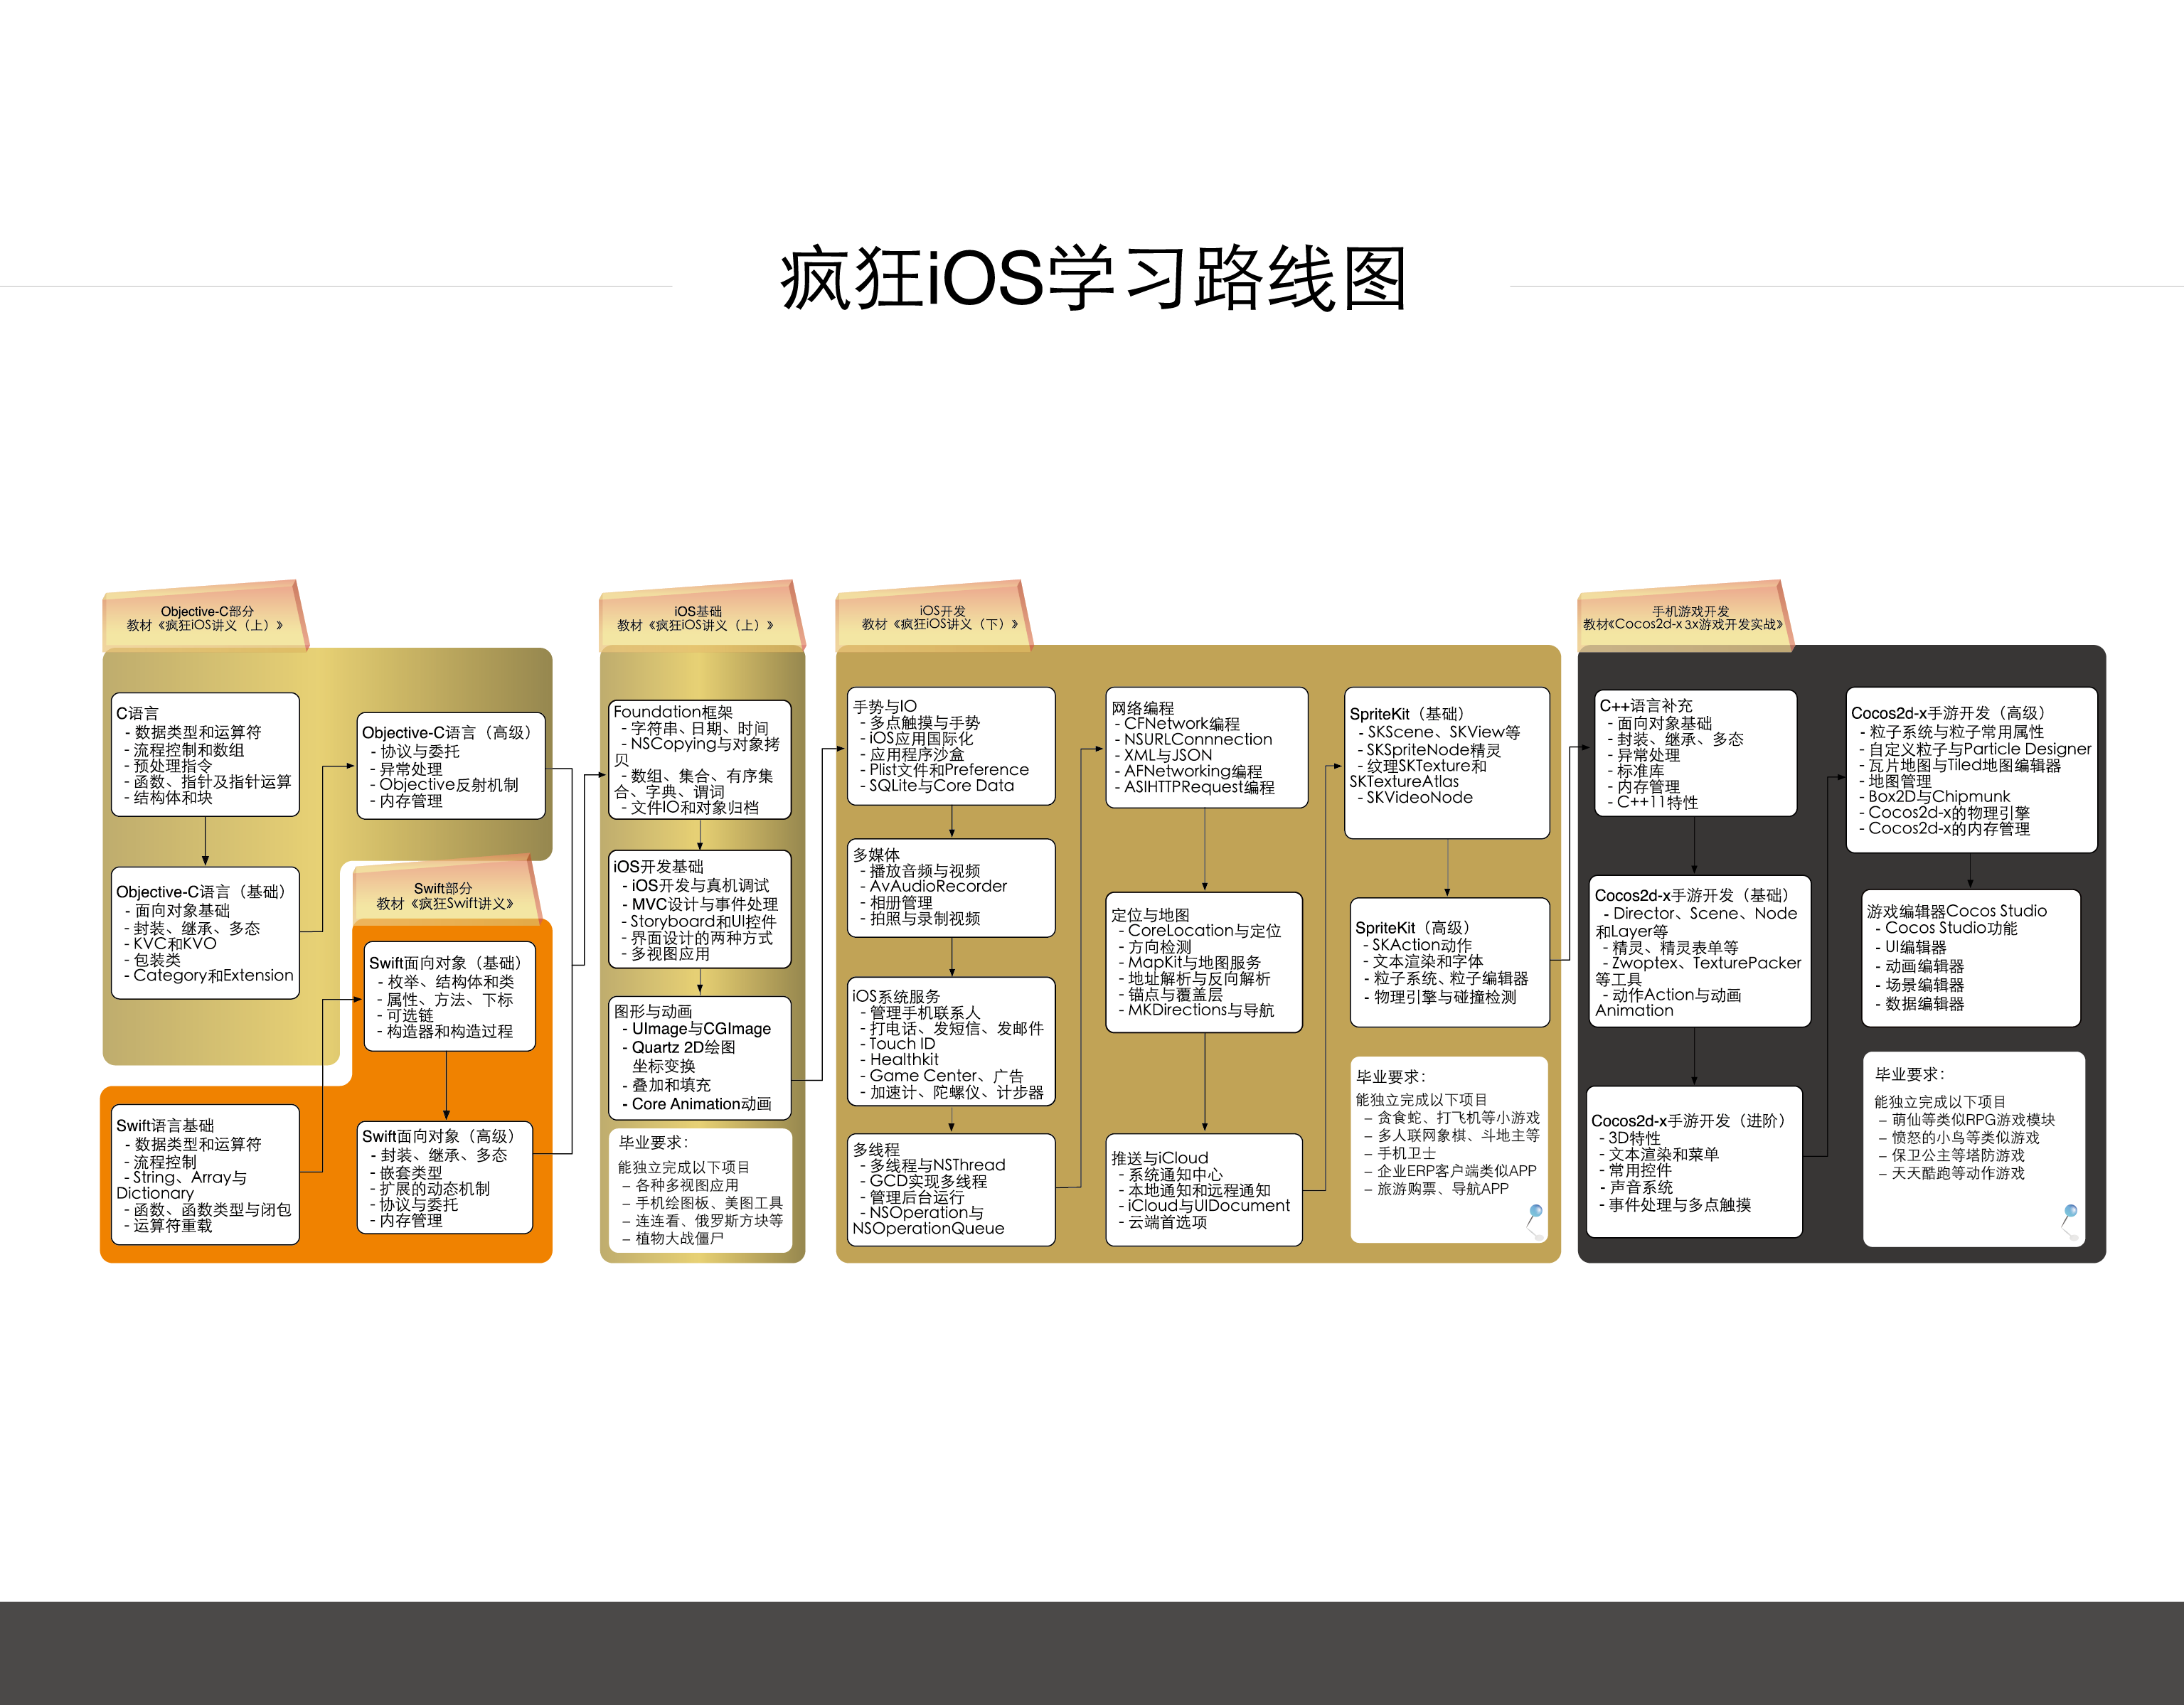 疯狂iOS学习路线图
Objective-C部分
教材《疯狂iOS讲义（上）》
C语言
- 数据类型和运算符
- 流程控制和数组
- 预处理指令
- 函数、指针及指针运算
- 结构体和块
Objective-C语言（基础）
- 面向对象基础
- 封装、继承、多态
- KVC和KVO
- 包装类
- Category和Extension
Objective-C语言（高级）
- 协议与委托
- 异常处理
- Objective反射机制
- 内存管理
Swift部分
教材《疯狂Swift讲义》
Swift语言基础
- 数据类型和运算符
- 流程控制
- String、Array与
Dictionary
- 函数、函数类型与闭包
- 运算符重载
Swift面向对象（基础）
- 枚举、结构体和类
- 属性、方法、下标
- 可选链
- 构造器和构造过程
Swift面向对象（高级）
- 封装、继承、多态
- 嵌套类型
- 扩展的动态机制
- 协议与委托
- 内存管理
iOS基础
教材《疯狂iOS讲义（上）》
Foundation框架
- 字符串、日期、时间
- NSCopying与对象拷
贝
- 数组、集合、有序集
合、字典、谓词
- 文件IO和对象归档
iOS开发基础
- iOS开发与真机调试
- MVC设计与事件处理
- Storyboard和UI控件
- 界面设计的两种方式
- 多视图应用
图形与动画
- UImage与CGImage
- Quartz 2D绘图
坐标变换
- 叠加和填充
- Core Animation动画
毕业要求：
能独立完成以下项目
– 各种多视图应用
– 手机绘图板、美图工具
– 连连看、俄罗斯方块等
– 植物大战僵尸
iOS开发
教材《疯狂iOS讲义（下）》
手势与IO
- 多点触摸与手势
- iOS应用国际化
- 应用程序沙盒
- Plist文件和Preference
- SQLite与Core Data
多媒体
- 播放音频与视频
- AvAudioRecorder
- 相册管理
- 拍照与录制视频
iOS系统服务
- 管理手机联系人
- 打电话、发短信、发邮件
- Touch ID
- Healthkit
- Game Center、广告
- 加速计、陀螺仪、计步器
多线程
- 多线程与NSThread
- GCD实现多线程
- 管理后台运行
- NSOperation与
NSOperationQueue
网络编程
- CFNetwork编程
- NSURLConnnection
- XML与JSON
- AFNetworking编程
- ASIHTTPRequest编程
定位与地图
- CoreLocation与定位
- 方向检测
- MapKit与地图服务
- 地址解析与反向解析
- 锚点与覆盖层
- MKDirections与导航
推送与iCloud
- 系统通知中心
- 本地通知和远程通知
- iCloud与UIDocument
- 云端首选项
SpriteKit（基础）
- SKScene、SKView等
- SKSpriteNode精灵
- 纹理SKTexture和
SKTextureAtlas
- SKVideoNode
SpriteKit（高级）
- SKAction动作
- 文本渲染和字体
- 粒子系统、粒子编辑器
- 物理引擎与碰撞检测
毕业要求：
能独立完成以下项目
– 贪食蛇、打飞机等小游戏
– 多人联网象棋、斗地主等
– 手机卫士
– 企业ERP客户端类似APP
– 旅游购票、导航APP
手机游戏开发
教材《Cocos2d-x 3x游戏开发实战》
C++语言补充
- 面向对象基础
- 封装、继承、多态
- 异常处理
- 标准库
- 内存管理
- C++11特性
Cocos2d-x手游开发（基础）
- Director、Scene、Node
和Layer等
- 精灵、精灵表单等
- Zwoptex、TexturePacker
等工具
- 动作Action与动画
Animation
Cocos2d-x手游开发（进阶）
- 3D特性
- 文本渲染和菜单
- 常用控件
- 声音系统
- 事件处理与多点触摸
Cocos2d-x手游开发（高级）
- 粒子系统与粒子常用属性
- 自定义粒子与Particle Designer
- 瓦片地图与Tiled地图编辑器
- 地图管理
- Box2D与Chipmunk
- Cocos2d-x的物理引擎
- Cocos2d-x的内存管理
游戏编辑器Cocos Studio
- Cocos Studio功能
- UI编辑器
- 动画编辑器
- 场景编辑器
- 数据编辑器
毕业要求：
能独立完成以下项目
– 萌仙等类似RPG游戏模块
– 愤怒的小鸟等类似游戏
– 保卫公主等塔防游戏
– 天天酷跑等动作游戏